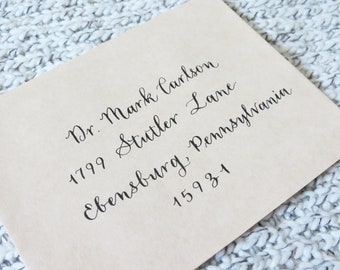 Dr. Mark Carlson
1799 Stutler Lane
Ebensburg, Pennsylvania
15931